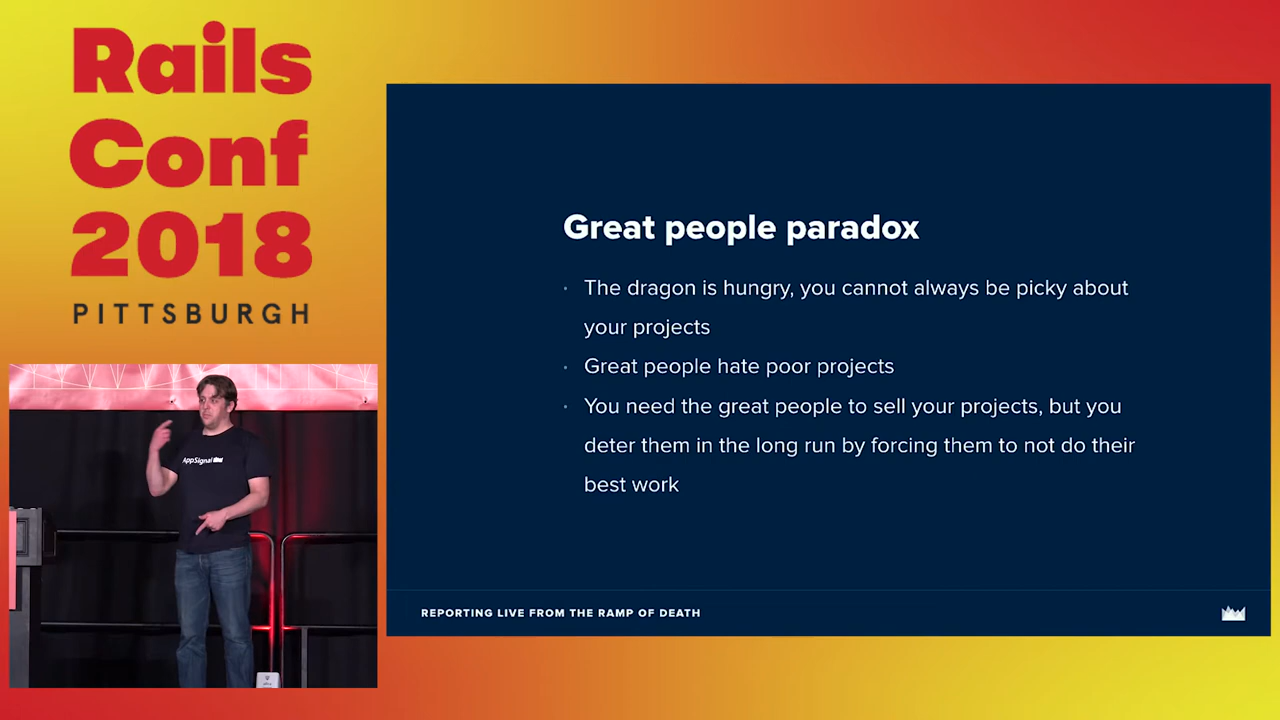 Rails
Conf
2018
PITTSBURGH
AppSignal
Great people paradox
· The dragon is hungry, you cannot always be picky about
your projects
· Great people hate poor projects
· You need the great people to sell your projects, but you
deter them in the long run by forcing them to not do their
best work
REPORTING LIVE FROM THE RAMP OF DEATH